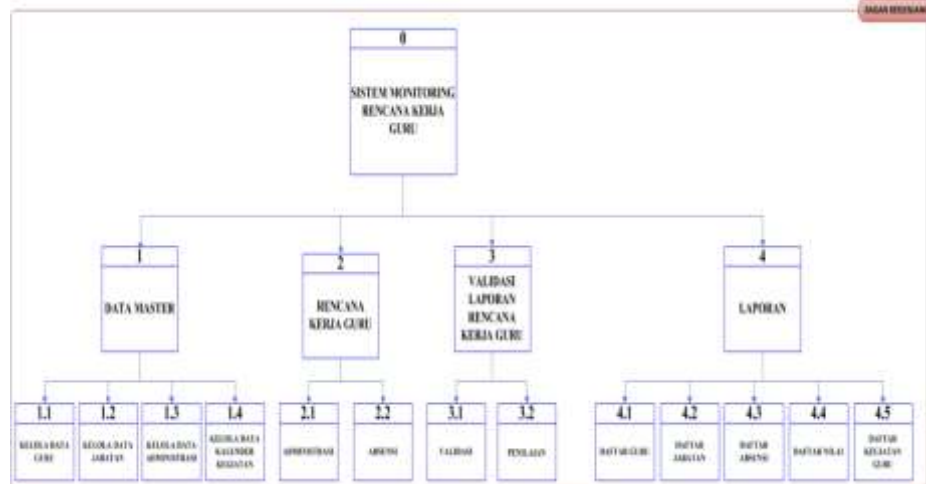 BAGAN BERJENJANG
0
SISTEM MONITORING
RENCANA KERJA
GURU
1
DATA MASTER
2
RENCANA
KERJA GURU
3
VALIDASI
LAPORAN
RENCANA
KERJA GURU
4
LAPORAN
1.1
KELOLA DATA
GURU
1.2
KELOLA DATA
JABATAN
1.3
KELOLA DATA
ADMINISTRASI
1.4
KELOLA DATA
KALENDER
KEGIATAN
2.1
ADMINISTRASI
2.2
ABSENSI
3.1
VALIDASI
3.2
PENILAIAN
4.1
DAFTAR GURU
4.2
DAFTAR
JABATAN
4.3
DAFTAR
ABSENSI
4.4
DAFTAR NILAI
4.5
DAFTAR
KEGIATAN
GURU